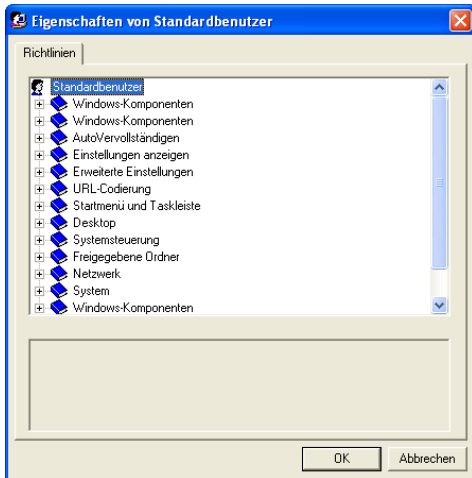 Eigenschaften von Standardbenutzer
Richtlinien
Standardbenutzer
Windows-Komponenten
Windows-Komponenten
AutoVervollständigen
Einstellungen anzeigen
Erweiterte Einstellungen
URL-Codierung
Startmenü und Taskleiste
Desktop
Systemsteuerung
Freigegebene Ordner
Netzwerk
System
Windows-Komponenten
OK
Abbrechen